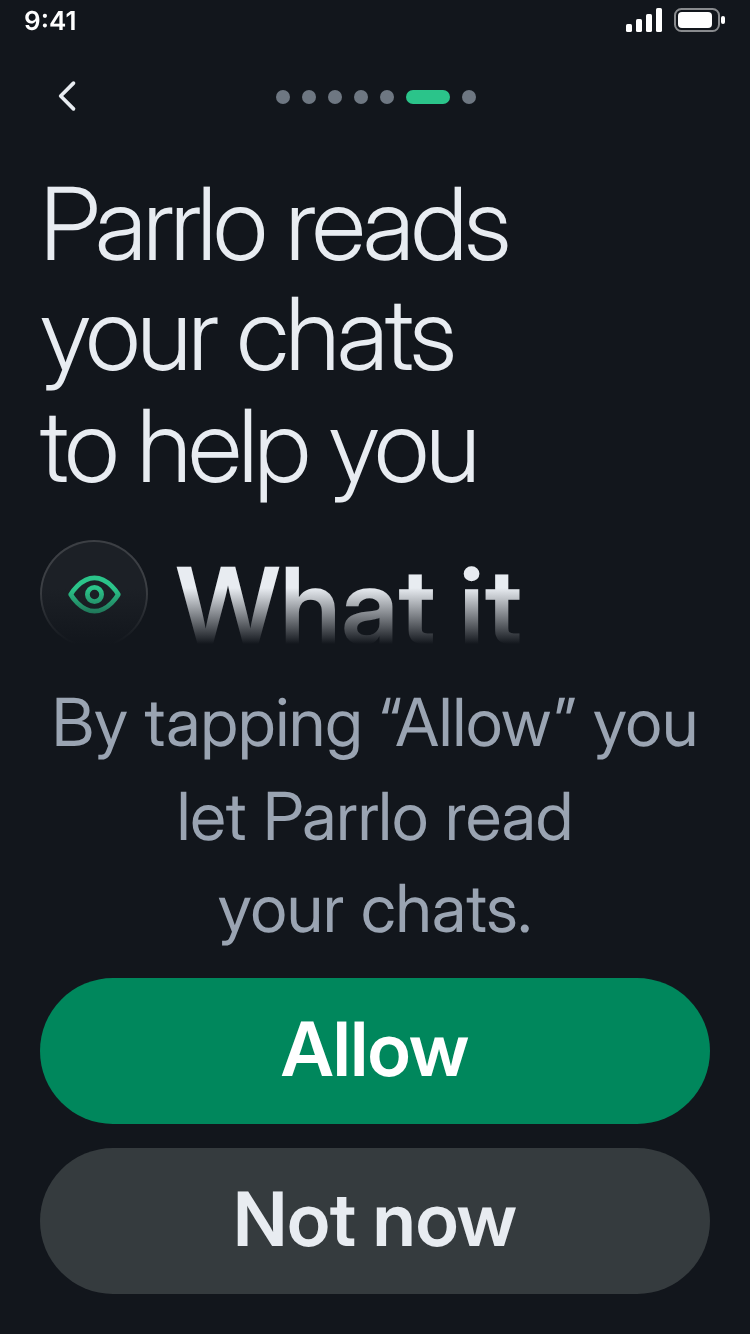 9:41
Parrlo reads
your chats
to help you
What it
By tapping “Allow” you
let Parrlo read
your chats.
Allow
Not now